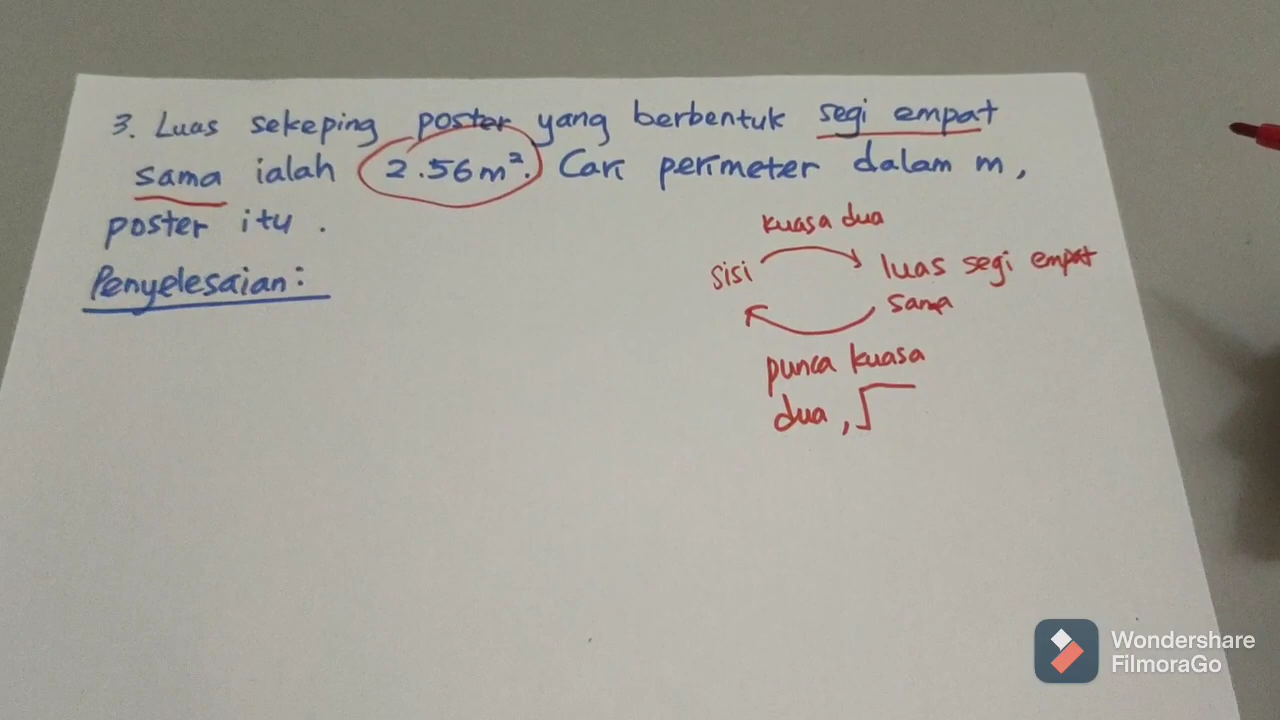 3. Luas sekeping poster yang berbentuk segi empat
sama ialah 2.56m². Cari perimeter dalam m,
poster itu.
Penyelesaian:
kuasa dua
sisi
luas segi empat
sama
punca kuasa
dua, √
Wondershare
FilmoraGo